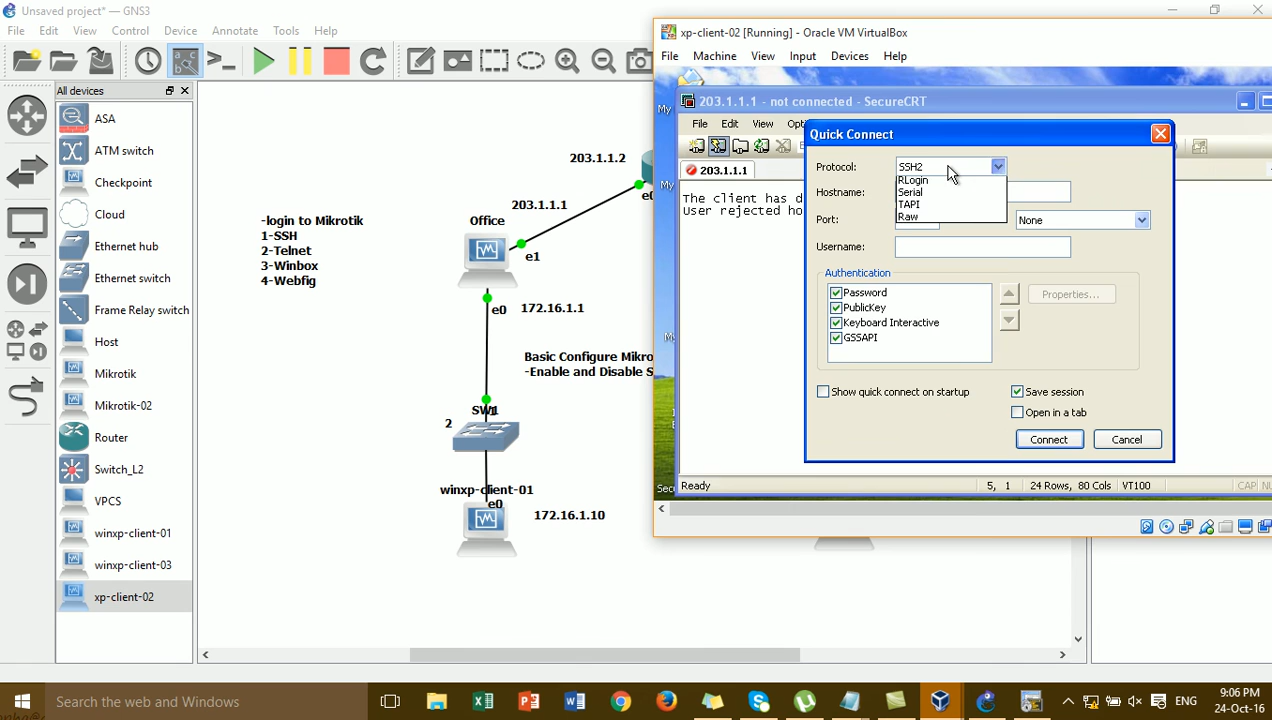 Unsaved project* — GNS3
File Edit View Control Device Annotate Tools Help
All devices
ASA
ATM switch
Checkpoint
Cloud
Ethernet hub
Ethernet switch
Frame Relay switch
Host
Mikrotik
Mikrotik-02
Router
Switch_L2
VPCS
winxp-client-01
winxp-client-03
xp-client-02
-login to Mikrotik
1-SSH
2-Telnet
3-Winbox
4-Webfig
203.1.1.2
203.1.1.1
Office
e1
e0 172.16.1.1
Basic Configure Mikro
-Enable and Disable S
SW1
1
2
winxp-client-01
e0
172.16.1.10
xp-client-02 [Running] - Oracle VM VirtualBox
File Machine View Input Devices Help
My
203.1.1.1 - not connected - SecureCRT
File Edit View Opti
203.1.1.1
The client has d
User rejected ho
Quick Connect
Protocol: SSH2
RLogin
Serial
TAPI
Raw
Hostname:
Port: None
Username:
Authentication
Password
PublicKey
Keyboard Interactive
GSSAPI
Properties...
Show quick connect on startup
Save session
Open in a tab
Connect Cancel
Ready 5, 1 24 Rows, 80 Cols VT100 CAP NU
Search the web and Windows
ENG
9:06 PM
24-Oct-16